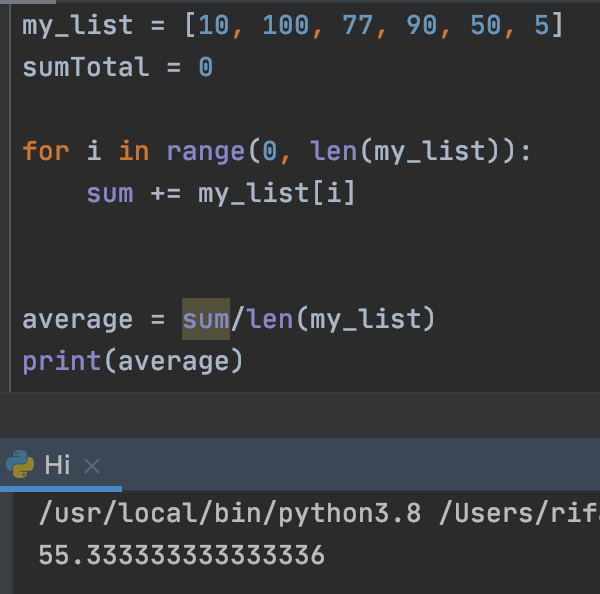 my_list = [10, 100, 77, 90, 50, 5]
sumTotal = 0
for i in range(0, len(my_list)):
    sum += my_list[i]
average = sum/len(my_list)
print(average)
Hi
/usr/local/bin/python3.8 /Users/rifa
55.333333333333336